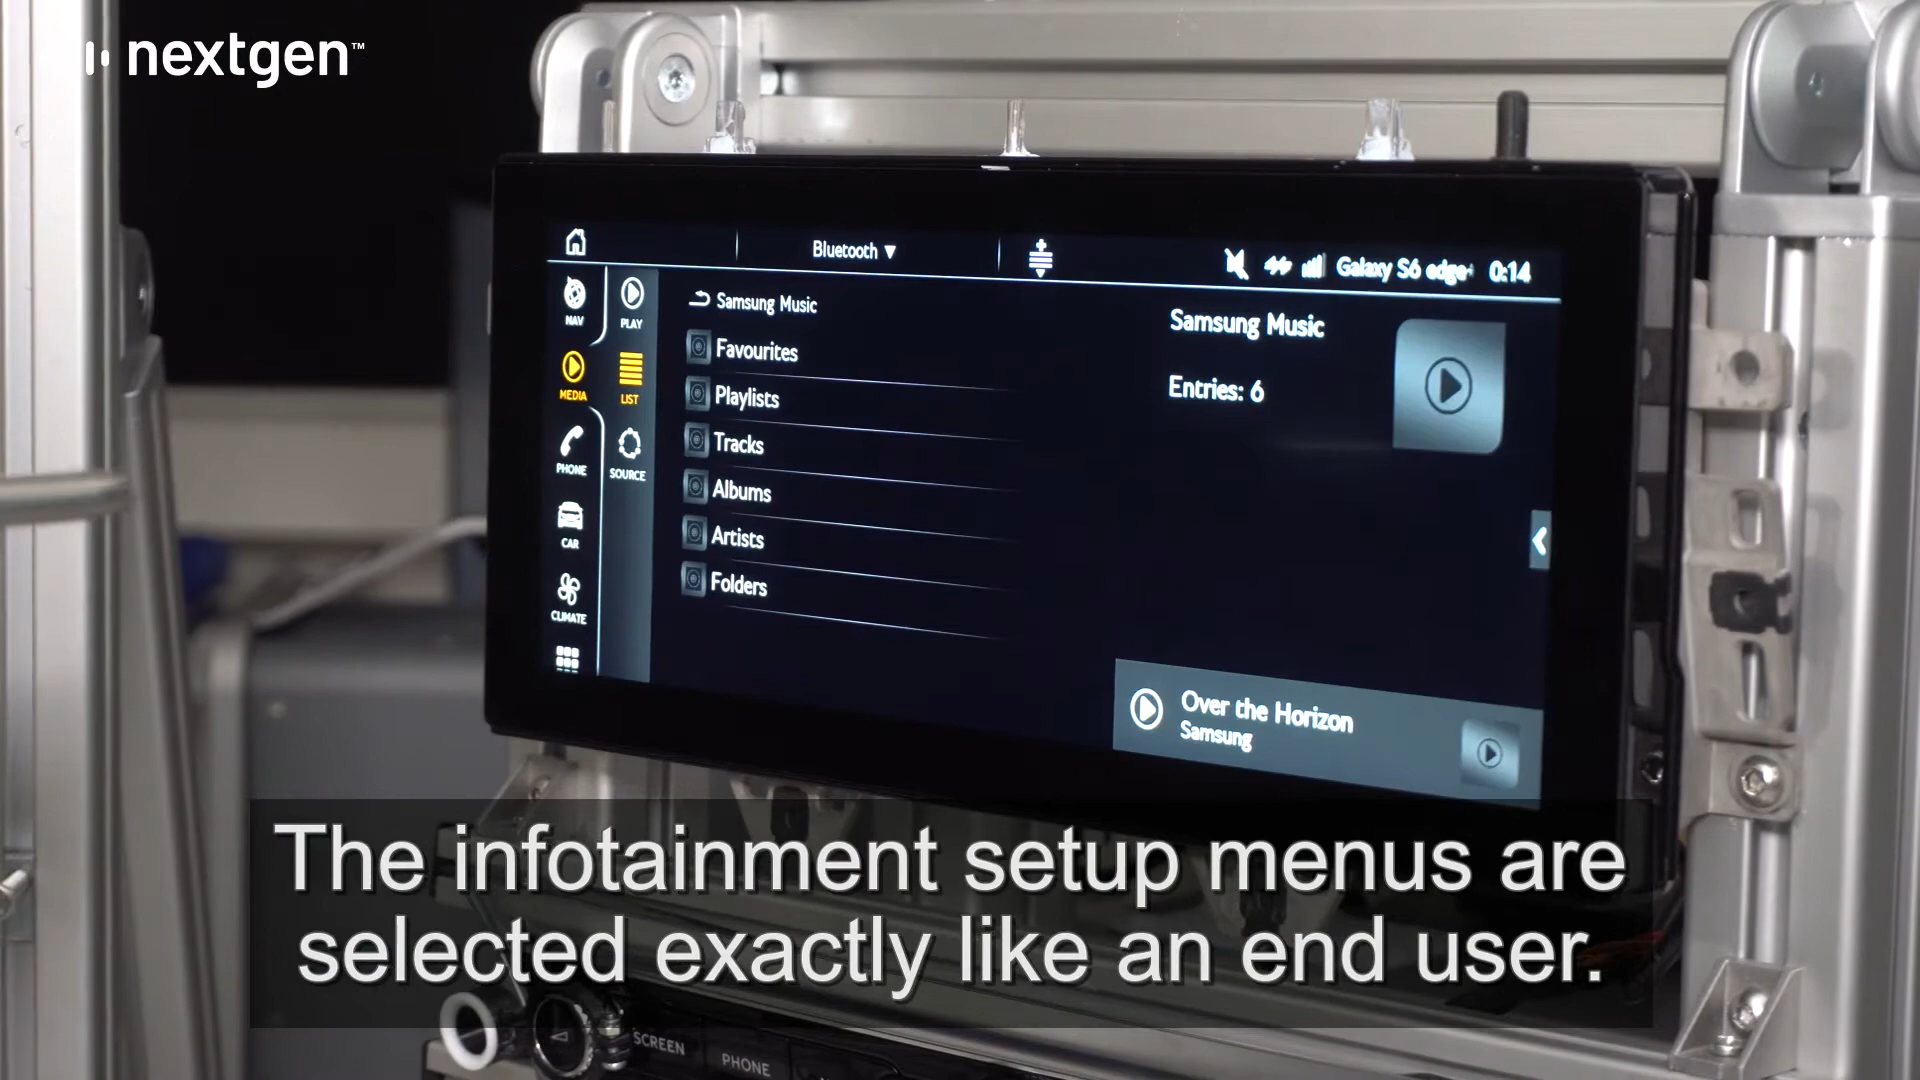 nextgen™
Bluetooth ▼
Galaxy S6 edge+ 0:14
NAV
MEDIA
PHONE
CAR
CLIMATE
PLAY
LIST
SOURCE
Samsung Music
Favourites
Playlists
Tracks
Albums
Artists
Folders
Samsung Music
Entries: 6
Over the Horizon
Samsung
The infotainment setup menus are
selected exactly like an end user.
SCREEN
PHONE